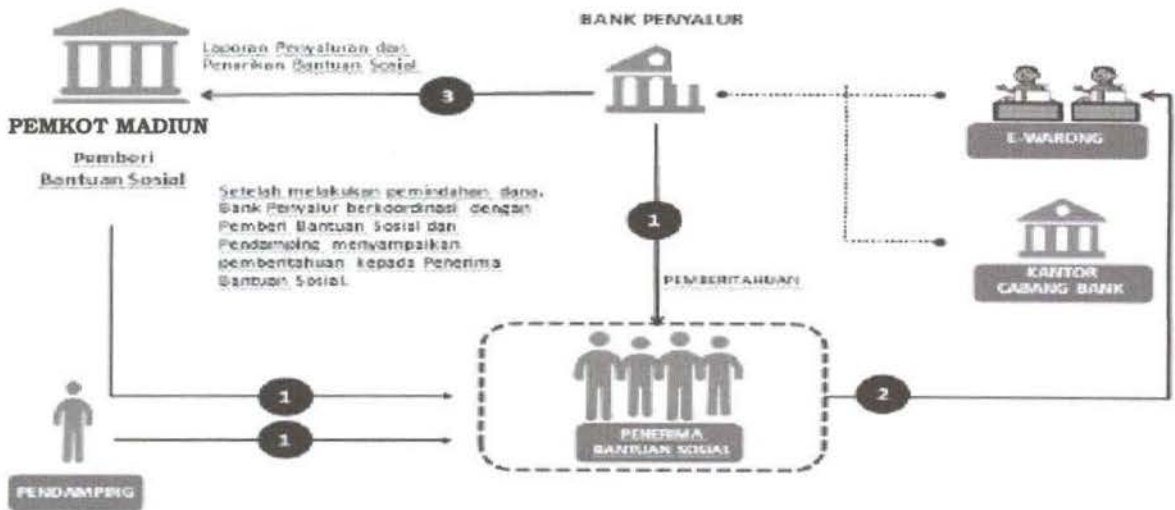 BANK PENYALUR
Laporan Penyaluran dan
Penarikan Bantuan Sosial
3
PEMKOT MADIUN
Pemberi
Bantuan Sosial
E-WARONG
Setelah melakukan pemindahan dana,
Bank Penyalur berkoordinasi dengan
Pemberi Bantuan Sosial dan
Pendamping menyampaikan
pemberitahuan kepada Penerima
Bantuan Sosial.
1
PEMBERITAHUAN
KANTOR
CABANG BANK
1
2
1
PENERIMA
BANTUAN SOSIAL
PENDAMPING